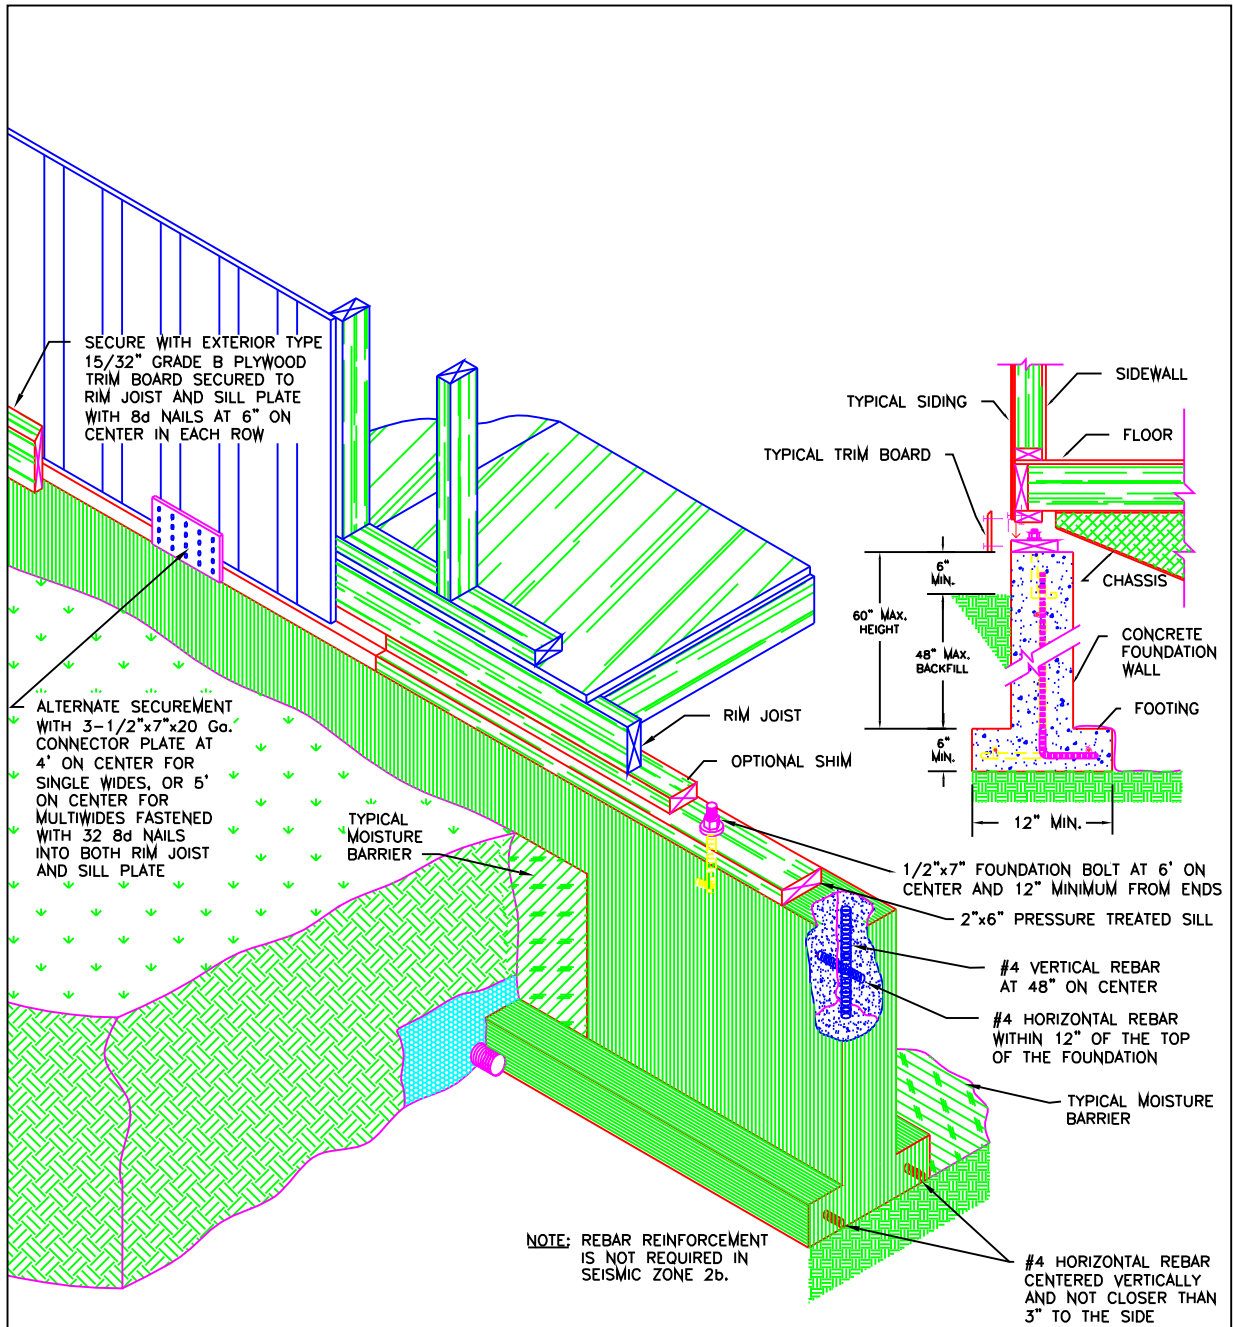 SECURE WITH EXTERIOR TYPE
15/32" GRADE B PLYWOOD
TRIM BOARD SECURED TO
RIM JOIST AND SILL PLATE
WITH 8d NAILS AT 6" ON
CENTER IN EACH ROW
SIDEWALL
TYPICAL SIDING
FLOOR
TYPICAL TRIM BOARD
6"
MIN.
CHASSIS
60" MAX.
HEIGHT
48" MAX.
BACKFILL
CONCRETE
FOUNDATION
WALL
FOOTING
6"
MIN.
12" MIN.
ALTERNATE SECUREMENT
WITH 3-1/2"x7"x20 Ga.
CONNECTOR PLATE AT
4' ON CENTER FOR
SINGLE WIDES, OR 5'
ON CENTER FOR
MULTIWIDES FASTENED
WITH 32 8d NAILS
INTO BOTH RIM JOIST
AND SILL PLATE
RIM JOIST
OPTIONAL SHIM
TYPICAL
MOISTURE
BARRIER
1/2"x7" FOUNDATION BOLT AT 6' ON
CENTER AND 12" MINIMUM FROM ENDS
2"x6" PRESSURE TREATED SILL
#4 VERTICAL REBAR
AT 48" ON CENTER
#4 HORIZONTAL REBAR
WITHIN 12" OF THE TOP
OF THE FOUNDATION
TYPICAL MOISTURE
BARRIER
NOTE: REBAR REINFORCEMENT
IS NOT REQUIRED IN
SEISMIC ZONE 2b.
#4 HORIZONTAL REBAR
CENTERED VERTICALLY
AND NOT CLOSER THAN
3" TO THE SIDE